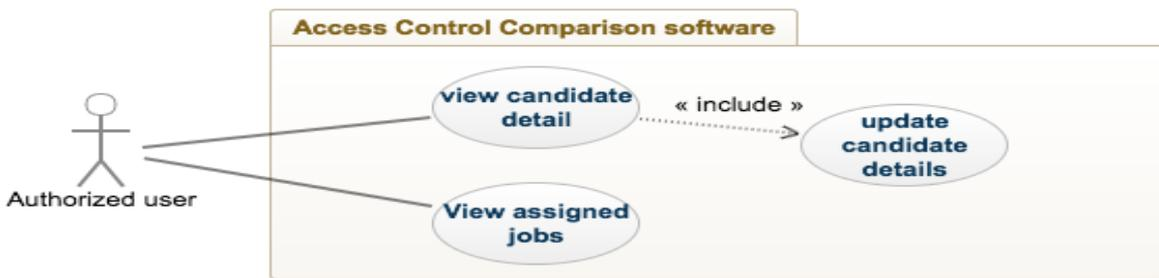 Access Control Comparison software
view candidate
detail
« include »
update
candidate
details
Authorized user
View assigned
jobs